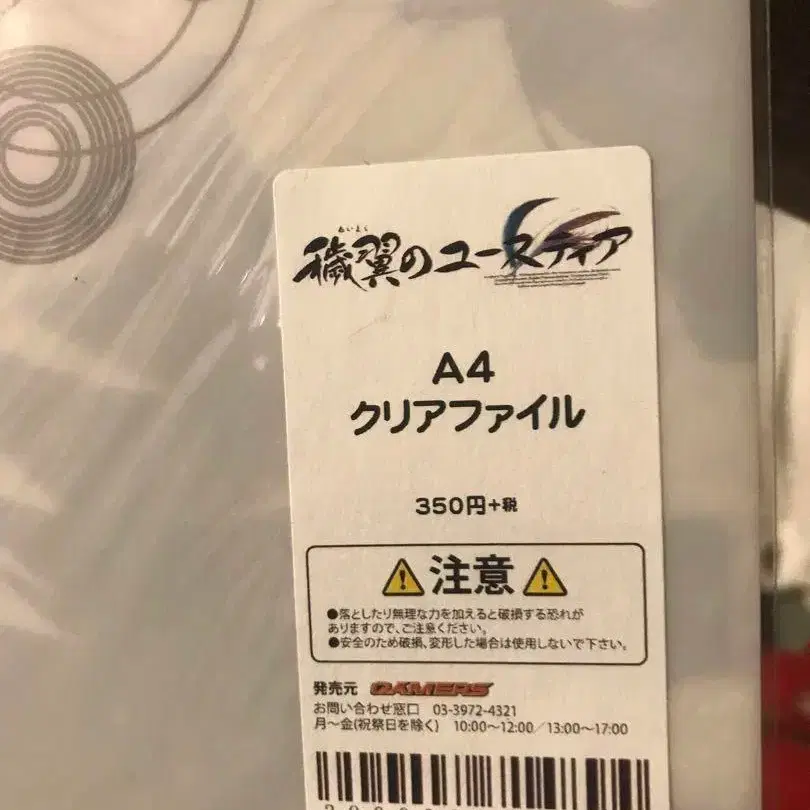 あいよく
穢翼のユースティア
A4
クリアファイル
350円+税
注意
●落としたり無理な力を加えると破損する恐れが
ありますので、ご注意ください。
●安全のため破損、変形した場合は使用しないで下さい。
発売元 GAMERS
お問い合わせ窓口 03-3972-4321
月～金(祝祭日を除く) 10:00～12:00／13:00～17:00